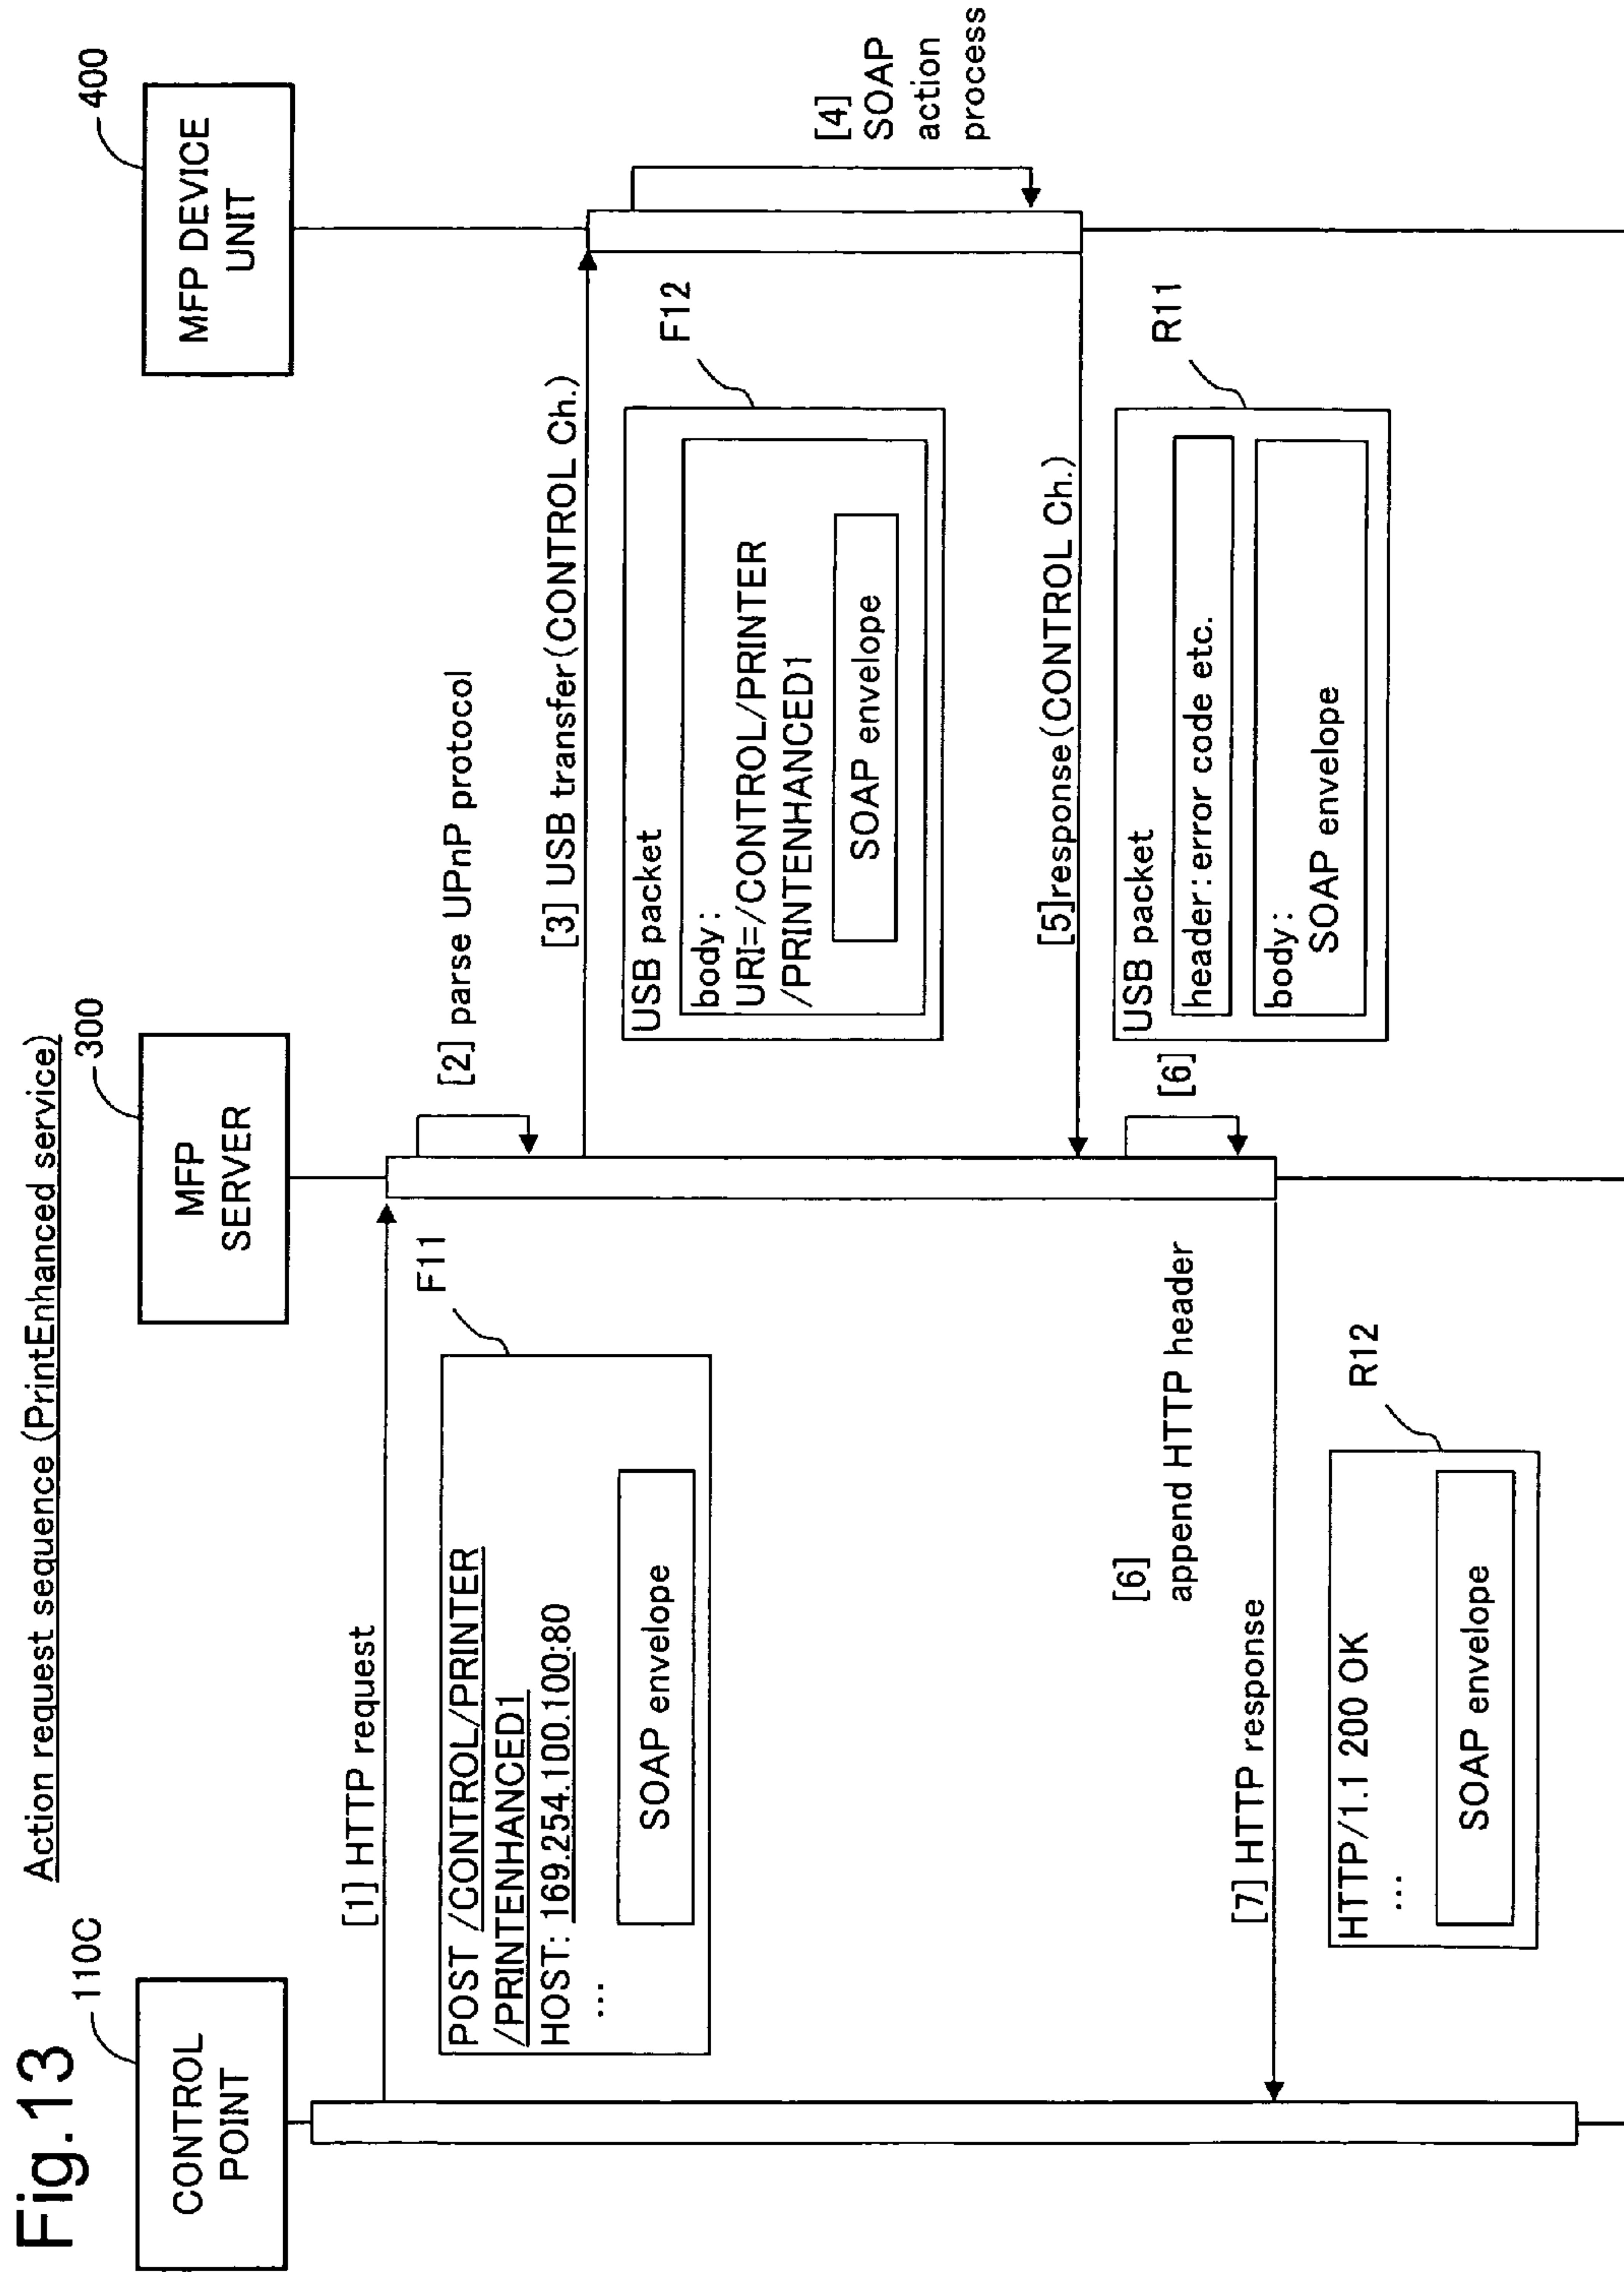 Fig.13
Action request sequence (PrintEnhanced service)
CONTROL
POINT
110C
MFP
SERVER
300
MFP DEVICE
UNIT
400
[1] HTTP request
F11
POST /CONTROL/PRINTER
/PRINTENHANCED1
HOST: 169.254.100.100:80
...
SOAP envelope
[2] parse UPnP protocol
[3] USB transfer(CONTROL Ch.)
F12
USB packet
body:
URI=/CONTROL/PRINTER
/PRINTENHANCED1
SOAP envelope
[4]
SOAP
action
process
[5]response(CONTROL Ch.)
R11
USB packet
header:error code etc.
body:
SOAP envelope
[6]
[6]
append HTTP header
[7] HTTP response
R12
HTTP/1.1 200 OK
...
SOAP envelope